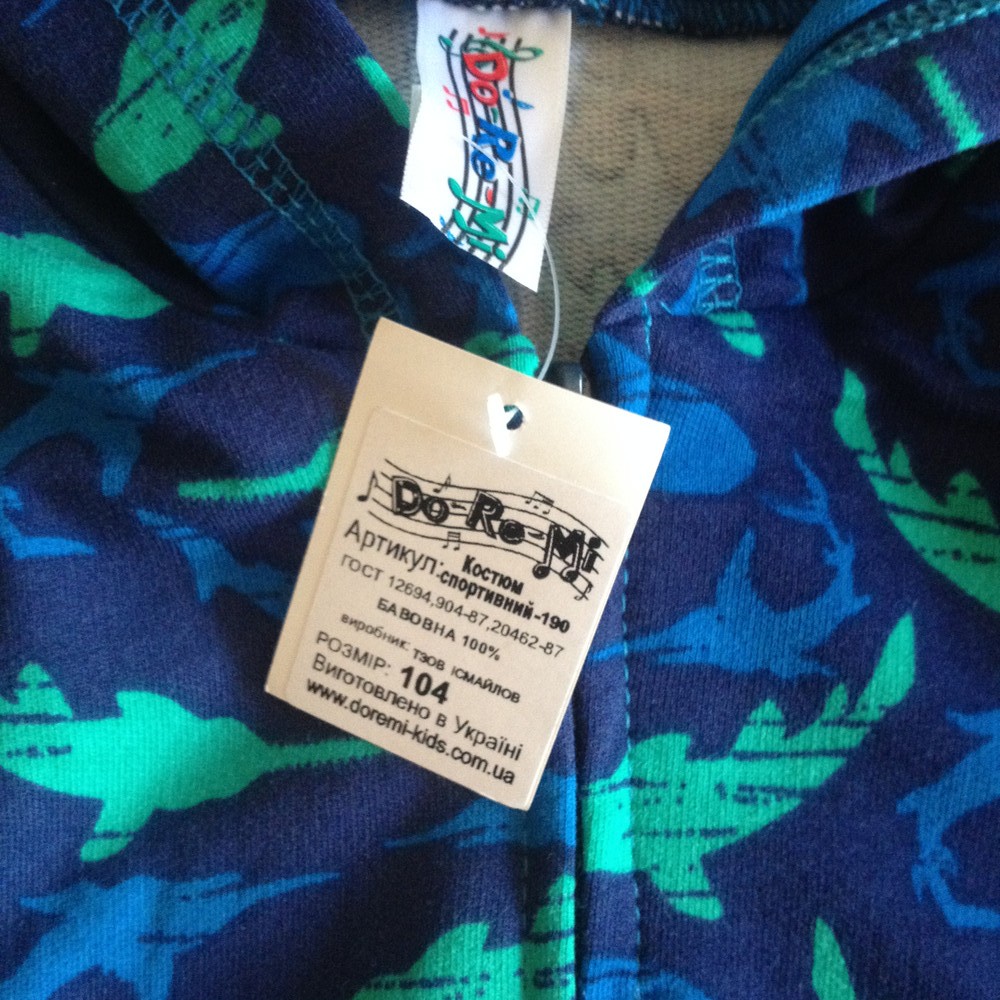 Do-Re-Mi
Do-Re-Mi
Артикул: Костюм
спортивний-190
ГОСТ 12694,904-87,20462-87
БАВОВНА 100%
виробник: ТЗОВ ІСМАЙЛОВ
РОЗМІР: 104
Виготовлено в Україні
www.doremi-kids.com.ua